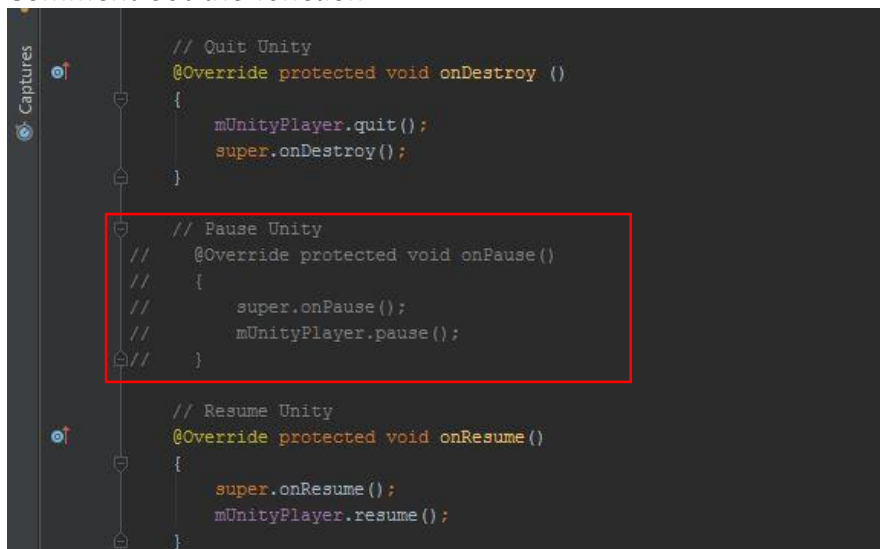 Captures
// Quit Unity
@Override protected void onDestroy ()
{
mUnityPlayer.quit();
super.onDestroy();
}
// Pause Unity
// @Override protected void onPause()
// {
// super.onPause();
// mUnityPlayer.pause();
// }
// Resume Unity
@Override protected void onResume()
{
super.onResume();
mUnityPlayer.resume();
}